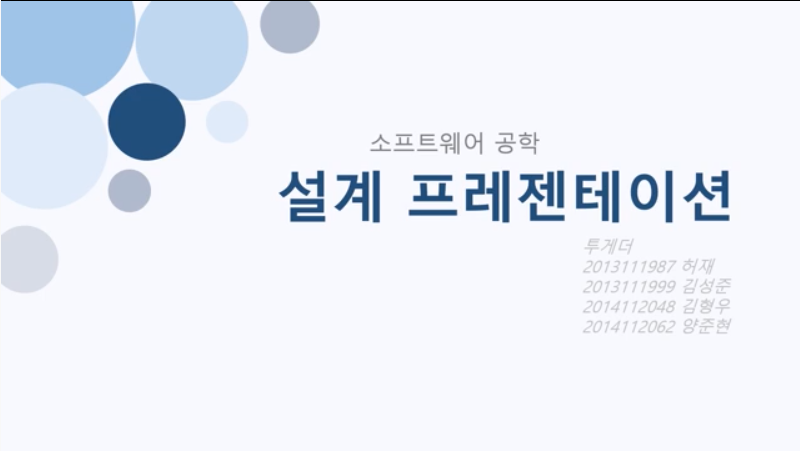 소프트웨어 공학
설계 프레젠테이션
투게더
2013111987 허재
2013111999 김성준
2014112048 김형우
2014112062 양준현